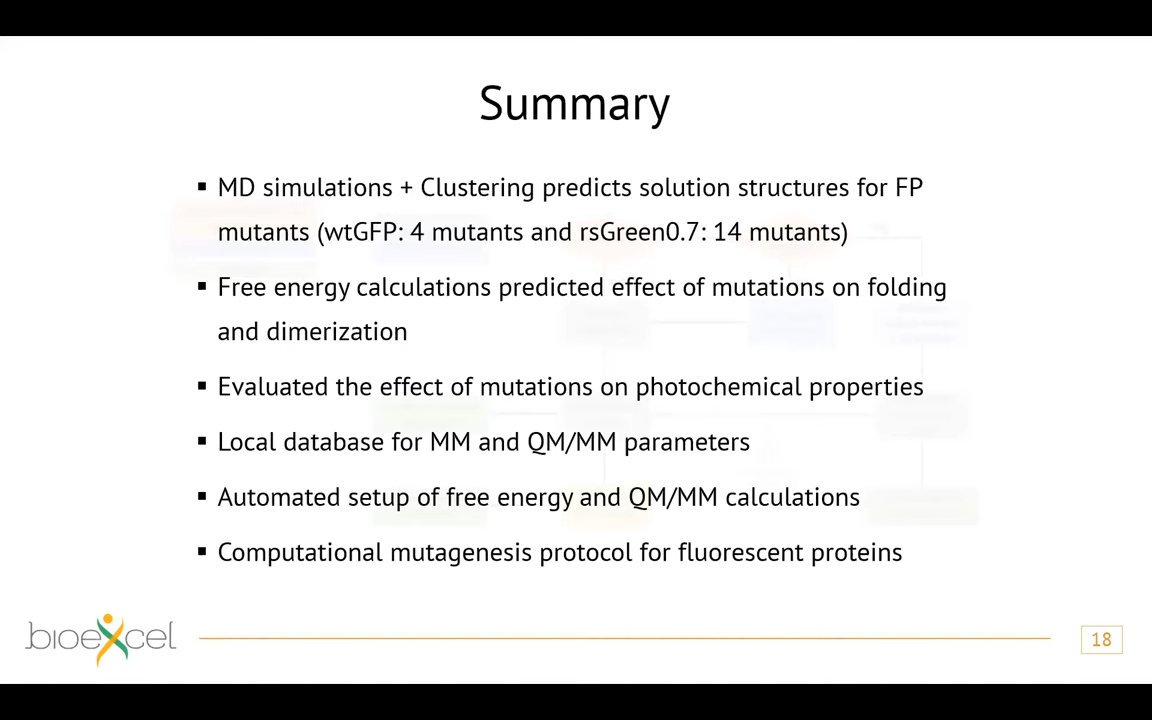 Summary
▪ MD simulations + Clustering predicts solution structures for FP
mutants (wtGFP: 4 mutants and rsGreen0.7: 14 mutants)
▪ Free energy calculations predicted effect of mutations on folding
and dimerization
▪ Evaluated the effect of mutations on photochemical properties
▪ Local database for MM and QM/MM parameters
▪ Automated setup of free energy and QM/MM calculations
▪ Computational mutagenesis protocol for fluorescent proteins
bioexcel
18